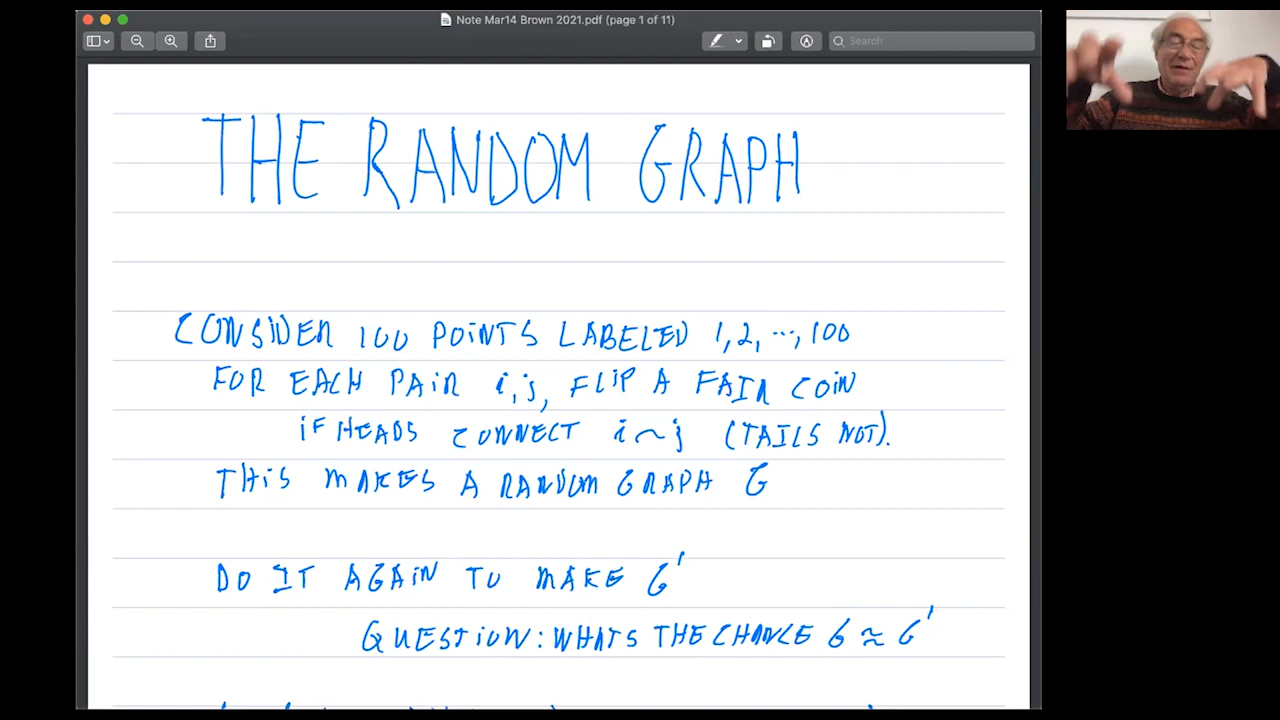 Note Mar14 Brown 2021.pdf (page 1 of 11)
Search
THE RANDOM GRAPH
CONSIDER 100 POINTS LABELED 1,2,...,100
FOR EACH PAIR i,j, FLIP A FAIR COIN
IF HEADS CONNECT i~j (TAILS NOT).
THIS MAKES A RANDOM GRAPH G
DO IT AGAIN TO MAKE G'
QUESTION: WHATS THE CHANCE G ≈ G'